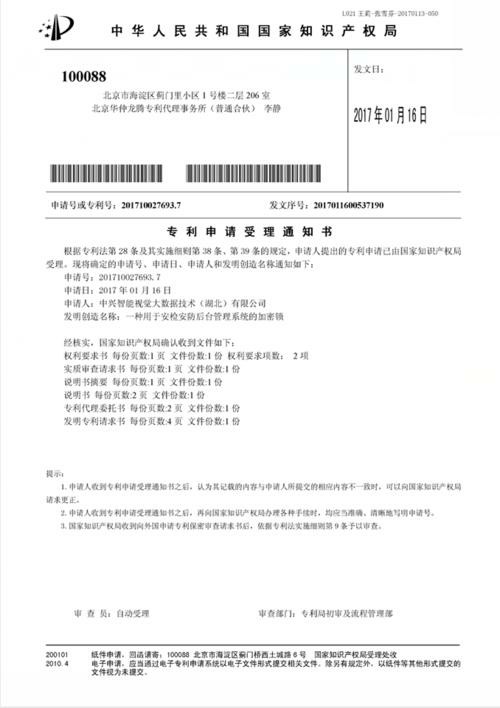 L021 王莉-张雪芬-20170113-050
中华人民共和国国家知识产权局
100088
北京市海淀区蓟门里小区1号楼二层206室
北京华仲龙腾专利代理事务所（普通合伙） 李静
发文日：
2017年01月16日
申请号或专利号：201710027693.7
发文序号：2017011600537190
专利申请受理通知书
根据专利法第28条及其实施细则第38条、第39条的规定，申请人提出的专利申请已由国家知识产权局
受理。现将确定的申请号、申请日、申请人和发明创造名称通知如下：
申请号：201710027693.7
申请日：2017年01月16日
申请人：中兴智能视觉大数据技术（湖北）有限公司
发明创造名称：一种用于安检安防后台管理系统的加密锁
经核实，国家知识产权局确认收到文件如下：
权利要求书 每份页数:1页 文件份数:1份 权利要求项数： 2项
实质审查请求书 每份页数:1页 文件份数:1份
说明书摘要 每份页数:1页 文件份数:1份
说明书 每份页数:2页 文件份数:1份
专利代理委托书 每份页数:2页 文件份数:1份
发明专利请求书 每份页数:4页 文件份数:1份
提示：
1.申请人收到专利申请受理通知书之后，认为其记载的内容与申请人所提交的相应内容不一致时，可以向国家知识产权局
请求更正。
2.申请人收到专利申请受理通知书之后，再向国家知识产权局办理各种手续时，均应当准确、清晰地写明申请号。
3.国家知识产权局收到向外国申请专利保密审查请求书后，依据专利法实施细则第9条予以审查。
审 查 员：自动受理
审查部门：专利局初审及流程管理部
200101 纸件申请，回函请寄：100088 北京市海淀区蓟门桥西土城路6号 国家知识产权局受理处收
2010.4 电子申请，应当通过电子专利申请系统以电子文件形式提交相关文件。除另有规定外，以纸件等其他形式提交的
文件视为未提交。